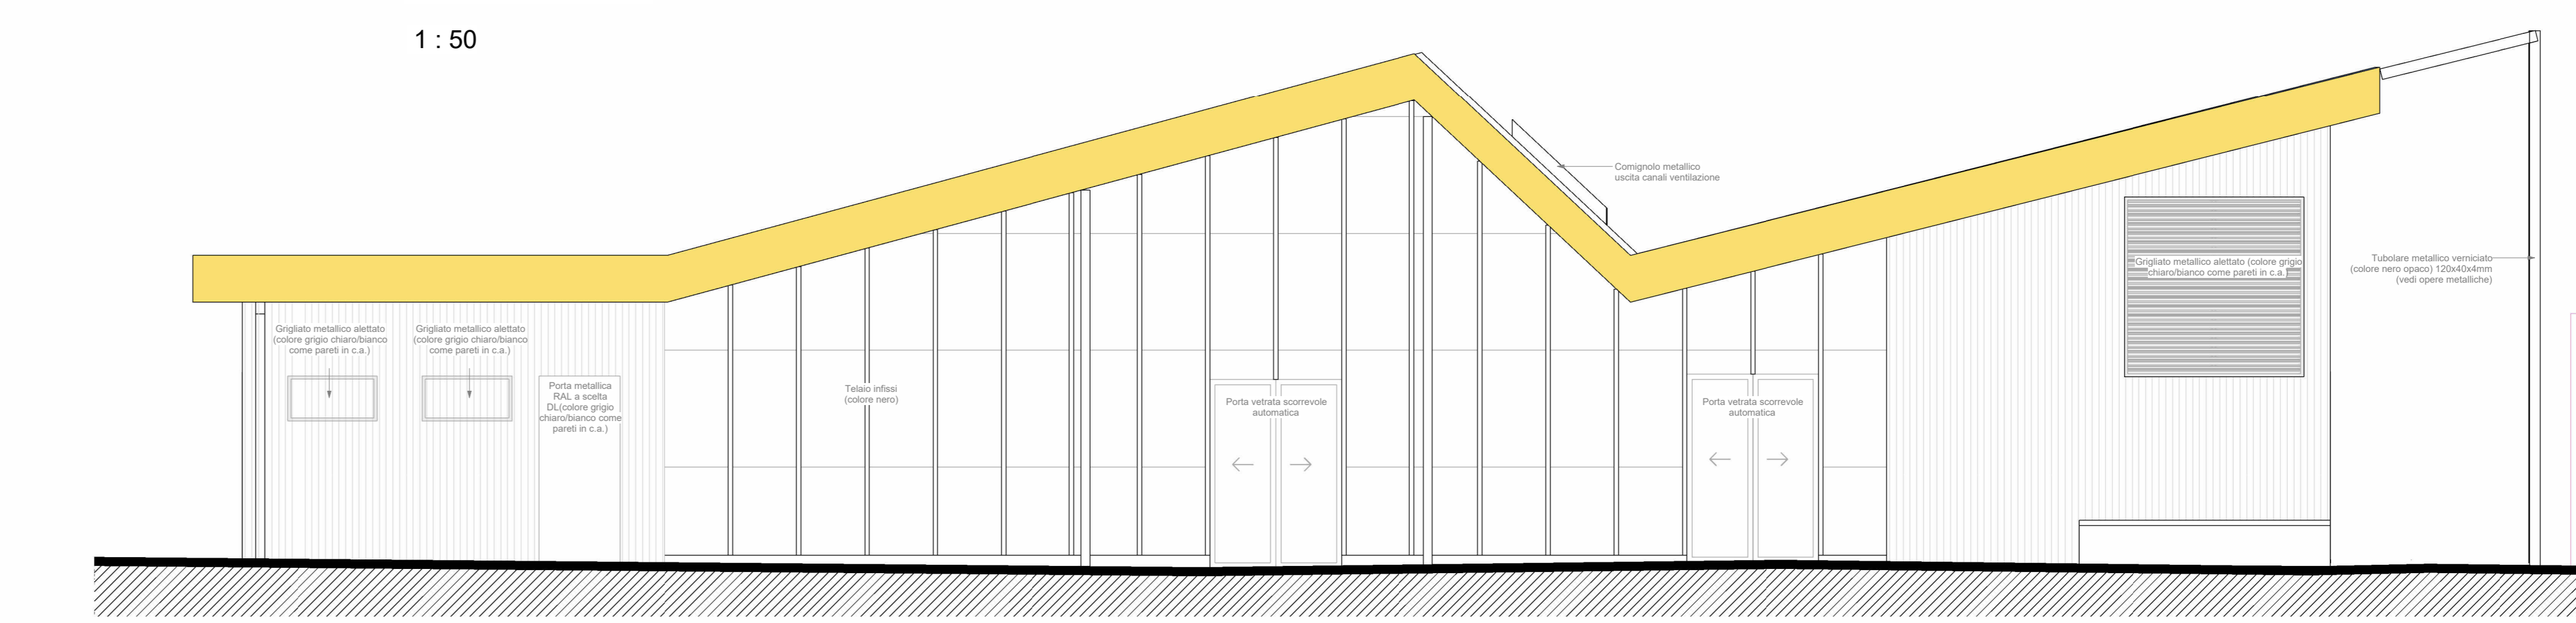 1 : 50
Comignolo metallico
uscita canali ventilazione
Grigliato metallico alettato (colore grigio
chiaro/bianco come pareti in c.a.)
Tubolare metallico verniciato
(colore nero opaco) 120x40x4mm
(vedi opere metalliche)
Grigliato metallico alettato
(colore grigio chiaro/bianco
come pareti in c.a.)
Grigliato metallico alettato
(colore grigio chiaro/bianco
come pareti in c.a.)
Porta metallica
RAL a scelta
DL(colore grigio
chiaro/bianco come
pareti in c.a.)
Telaio infissi
(colore nero)
Porta vetrata scorrevole
automatica
Porta vetrata scorrevole
automatica